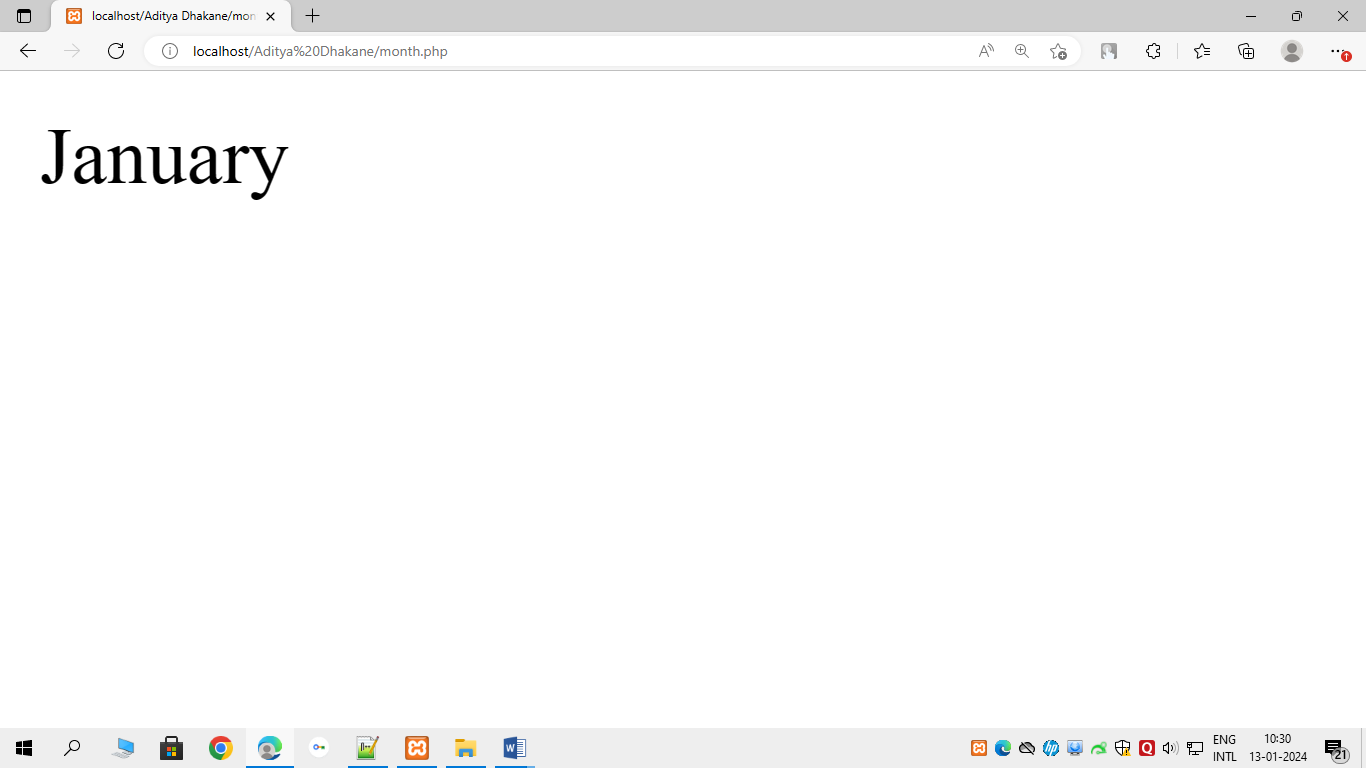 localhost/Aditya Dhakane/mon
localhost/Aditya%20Dhakane/month.php
January
ENG
INTL
10:30
13-01-2024
21